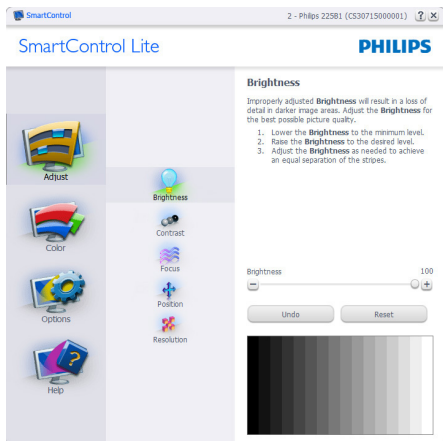 SmartControl
2 - Philips 225B1 (CS30715000001)
SmartControl Lite
PHILIPS
Adjust
Color
Options
Help
Brightness
Contrast
Focus
Position
Resolution
Brightness
Improperly adjusted Brightness will result in a loss of
detail in darker image areas. Adjust the Brightness for
the best possible picture quality.
1. Lower the Brightness to the minimum level.
2. Raise the Brightness to the desired level.
3. Adjust the Brightness as needed to achieve
an equal separation of the stripes.
Brightness 100
Undo Reset